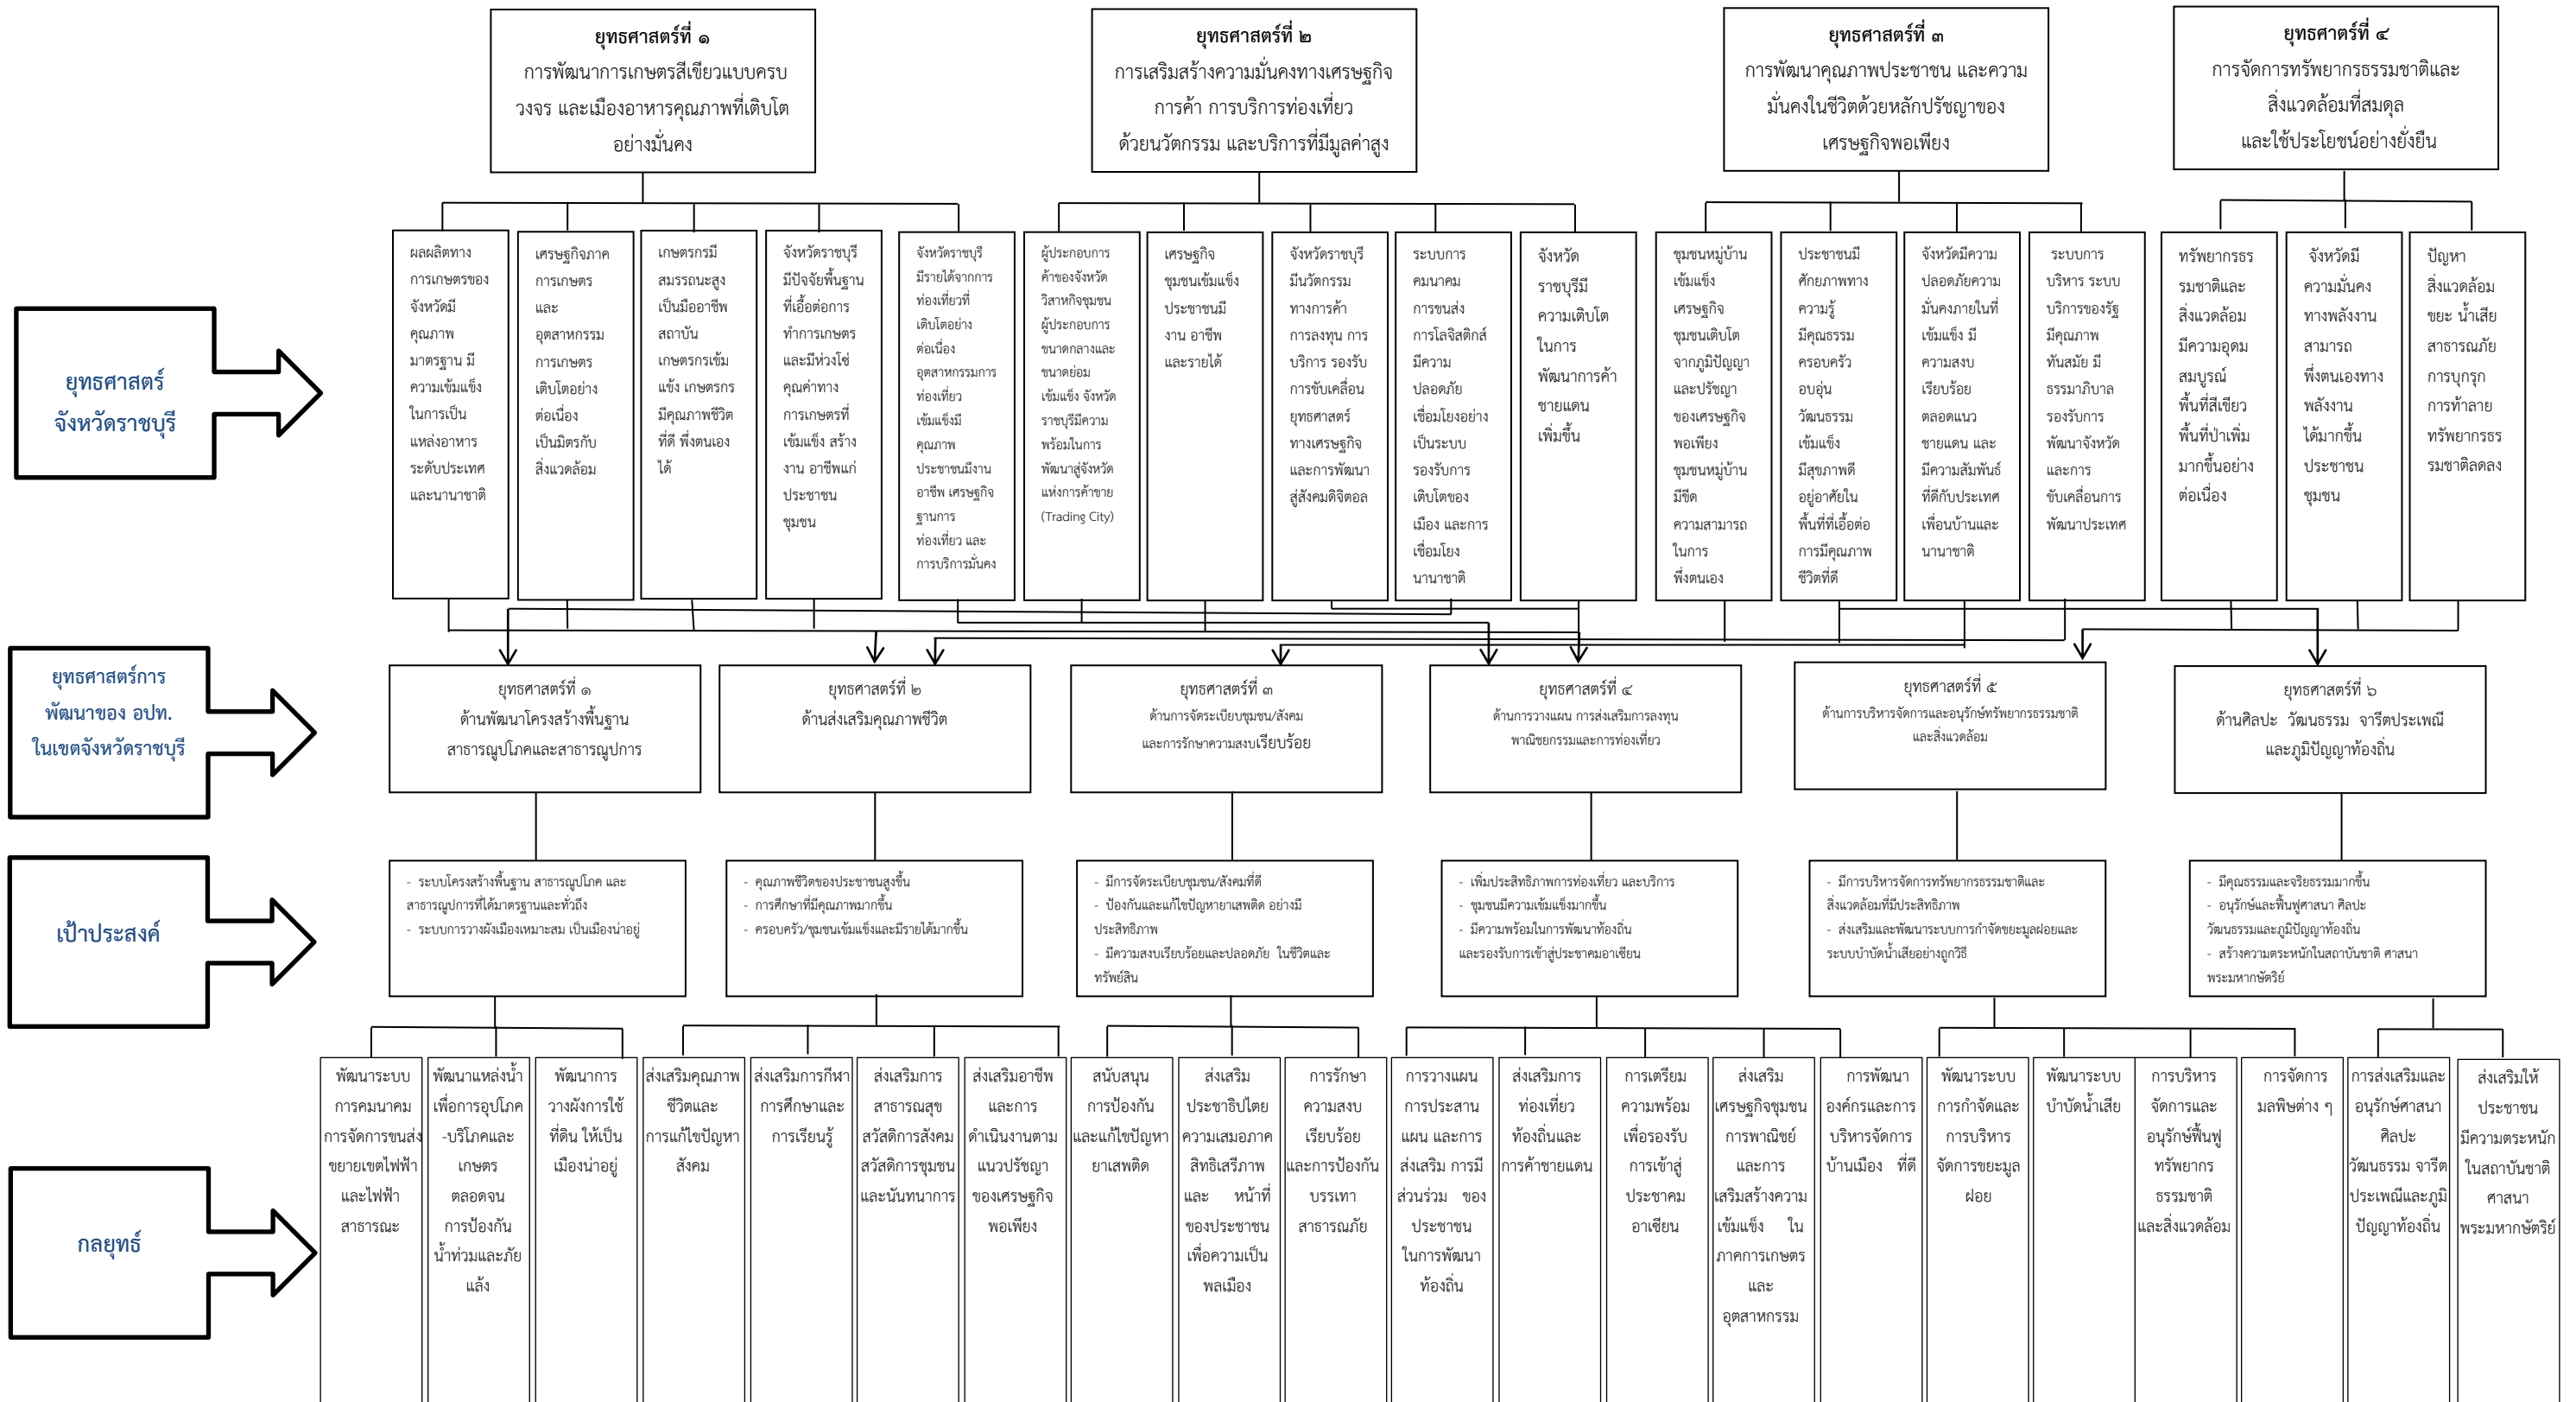 ยุทธศาสตร์ที่ ๑
การพัฒนาการเกษตรสีเขียวแบบครบ
วงจร และเมืองอาหารคุณภาพที่เติบโต
อย่างมั่นคง
ยุทธศาสตร์ที่ ๒
การเสริมสร้างความมั่นคงทางเศรษฐกิจ
การค้า การบริการท่องเที่ยว
ด้วยนวัตกรรม และบริการที่มีมูลค่าสูง
ยุทธศาสตร์ที่ ๓
การพัฒนาคุณภาพประชาชน และความ
มั่นคงในชีวิตด้วยหลักปรัชญาของ
เศรษฐกิจพอเพียง
ยุทธศาตร์ที่ ๔
การจัดการทรัพยากรธรรมชาติและ
สิ่งแวดล้อมที่สมดุล
และใช้ประโยชน์อย่างยั่งยืน
ยุทธศาสตร์
จังหวัดราชบุรี
ผลผลิตทาง
การเกษตรของ
จังหวัดมี
คุณภาพ
มาตรฐาน มี
ความเข้มแข็ง
ในการเป็น
แหล่งอาหาร
ระดับประเทศ
และนานาชาติ
เศรษฐกิจภาค
การเกษตร
และ
อุตสาหกรรม
การเกษตร
เติบโตอย่าง
ต่อเนื่อง
เป็นมิตรกับ
สิ่งแวดล้อม
เกษตรกรมี
สมรรถนะสูง
เป็นมืออาชีพ
สถาบัน
เกษตรกรเข้ม
แข้ง เกษตรกร
มีคุณภาพชีวิต
ที่ดี พึ่งตนเอง
ได้
จังหวัดราชบุรี
มีปัจจัยพื้นฐาน
ที่เอื้อต่อการ
ทำการเกษตร
และมีห่วงโซ่
คุณค่าทาง
การเกษตรที่
เข้มแข็ง สร้าง
งาน อาชีพแก่
ประชาชน
ชุมชน
จังหวัดราชบุรี
มีรายได้จากการ
ท่องเที่ยวที่
เติบโตอย่าง
ต่อเนื่อง
อุตสาหกรรมการ
ท่องเที่ยว
เข้มแข็งมี
คุณภาพ
ประชาชนมีงาน
อาชีพ เศรษฐกิจ
ฐานการ
ท่องเที่ยว และ
การบริการมั่นคง
ผู้ประกอบการ
ค้าของจังหวัด
วิสาหกิจชุมชน
ผู้ประกอบการ
ขนาดกลางและ
ขนาดย่อม
เข้มแข็ง จังหวัด
ราชบุรีมีความ
พร้อมในการ
พัฒนาสู่จังหวัด
แห่งการค้าขาย
(Trading City)
เศรษฐกิจ
ชุมชนเข้มแข็ง
ประชาชนมี
งาน อาชีพ
และรายได้
จังหวัดราชบุรี
มีนวัตกรรม
ทางการค้า
การลงทุน การ
บริการ รองรับ
การขับเคลื่อน
ยุทธศาสตร์
ทางเศรษฐกิจ
และการพัฒนา
สู่สังคมดิจิตอล
ระบบการ
คมนาคม
การขนส่ง
การโลจิสติกส์
มีความ
ปลอดภัย
เชื่อมโยงอย่าง
เป็นระบบ
รองรับการ
เติบโตของ
เมือง และการ
เชื่อมโยง
นานาชาติ
จังหวัด
ราชบุรีมี
ความเติบโต
ในการ
พัฒนาการค้า
ชายแดน
เพิ่มขึ้น
ชุมชนหมู่บ้าน
เข้มแข็ง
เศรษฐกิจ
ชุมชนเติบโต
จากภูมิปัญญา
และปรัชญา
ของเศรษฐกิจ
พอเพียง
ชุมชนหมู่บ้าน
มีขีด
ความสามารถ
ในการ
พึ่งตนเอง
ประชาชนมี
ศักยภาพทาง
ความรู้
มีคุณธรรม
ครอบครัว
อบอุ่น
วัฒนธรรม
เข้มแข็ง
มีสุขภาพดี
อยู่อาศัยใน
พื้นที่ที่เอื้อต่อ
การมีคุณภาพ
ชีวิตที่ดี
จังหวัดมีความ
ปลอดภัยความ
มั่นคงภายในที่
เข้มแข็ง มี
ความสงบ
เรียบร้อย
ตลอดแนว
ชายแดน และ
มีความสัมพันธ์
ที่ดีกับประเทศ
เพื่อนบ้านและ
นานาชาติ
ระบบการ
บริหาร ระบบ
บริการของรัฐ
มีคุณภาพ
ทันสมัย มี
ธรรมาภิบาล
รองรับการ
พัฒนาจังหวัด
และการ
ขับเคลื่อนการ
พัฒนาประเทศ
ทรัพยากรธร
รมชาติและ
สิ่งแวดล้อม
มีความอุดม
สมบูรณ์
พื้นที่สีเขียว
พื้นที่ป่าเพิ่ม
มากขึ้นอย่าง
ต่อเนื่อง
จังหวัดมี
ความมั่นคง
ทางพลังงาน
สามารถ
พึ่งตนเองทาง
พลังงาน
ได้มากขึ้น
ประชาชน
ชุมชน
ปัญหา
สิ่งแวดล้อม
ขยะ น้ำเสีย
สาธารณภัย
การบุกรุก
การทำลาย
ทรัพยากรธร
รมชาติลดลง
ยุทธศาสตร์การ
พัฒนาของ อปท.
ในเขตจังหวัดราชบุรี
ยุทธศาสตร์ที่ ๑
ด้านพัฒนาโครงสร้างพื้นฐาน
สาธารณูปโภคและสาธารณูปการ
ยุทธศาสตร์ที่ ๒
ด้านส่งเสริมคุณภาพชีวิต
ยุทธศาสตร์ที่ ๓
ด้านการจัดระเบียบชุมชน/สังคม
และการรักษาความสงบเรียบร้อย
ยุทธศาสตร์ที่ ๔
ด้านการวางแผน การส่งเสริมการลงทุน
พาณิชยกรรมและการท่องเที่ยว
ยุทธศาสตร์ที่ ๕
ด้านการบริหารจัดการและอนุรักษ์ทรัพยากรธรรมชาติ
และสิ่งแวดล้อม
ยุทธศาสตร์ที่ ๖
ด้านศิลปะ วัฒนธรรม จารีตประเพณี
และภูมิปัญญาท้องถิ่น
เป้าประสงค์
- ระบบโครงสร้างพื้นฐาน สาธารณูปโภค และ
สาธารณูปการที่ได้มาตรฐานและทั่วถึง
- ระบบการวางผังเมืองเหมาะสม เป็นเมืองน่าอยู่
- คุณภาพชีวิตของประชาชนสูงขึ้น
- การศึกษาที่มีคุณภาพมากขึ้น
- ครอบครัว/ชุมชนเข้มแข็งและมีรายได้มากขึ้น
- มีการจัดระเบียบชุมชน/สังคมที่ดี
- ป้องกันและแก้ไขปัญหายาเสพติด อย่างมี
ประสิทธิภาพ
- มีความสงบเรียบร้อยและปลอดภัย ในชีวิตและ
ทรัพย์สิน
- เพิ่มประสิทธิภาพการท่องเที่ยว และบริการ
- ชุมชนมีความเข้มแข็งมากขึ้น
- มีความพร้อมในการพัฒนาท้องถิ่น
และรองรับการเข้าสู่ประชาคมอาเซียน
- มีการบริหารจัดการทรัพยากรธรรมชาติและ
สิ่งแวดล้อมที่มีประสิทธิภาพ
- ส่งเสริมและพัฒนาระบบการกำจัดขยะมูลฝอยและ
ระบบบำบัดน้ำเสียอย่างถูกวิธี
- มีคุณธรรมและจริยธรรมมากขึ้น
- อนุรักษ์และฟื้นฟูศาสนา ศิลปะ
วัฒนธรรมและภูมิปัญญาท้องถิ่น
- สร้างความตระหนักในสถาบันชาติ ศาสนา
พระมหากษัตริย์
กลยุทธ์
พัฒนาระบบ
การคมนาคม
การจัดการขนส่ง
ขยายเขตไฟฟ้า
และไฟฟ้า
สาธารณะ
พัฒนาแหล่งน้ำ
เพื่อการอุปโภค
-บริโภคและ
เกษตร
ตลอดจน
การป้องกัน
น้ำท่วมและภัย
แล้ง
พัฒนาการ
วางผังการใช้
ที่ดิน ให้เป็น
เมืองน่าอยู่
ส่งเสริมคุณภาพ
ชีวิตและ
การแก้ไขปัญหา
สังคม
ส่งเสริมการกีฬา
การศึกษาและ
การเรียนรู้
ส่งเสริมการ
สาธารณสุข
สวัสดิการสังคม
สวัสดิการชุมชน
และนันทนาการ
ส่งเสริมอาชีพ
และการ
ดำเนินงานตาม
แนวปรัชญา
ของเศรษฐกิจ
พอเพียง
สนับสนุน
การป้องกัน
และแก้ไขปัญหา
ยาเสพติด
ส่งเสริม
ประชาธิปไตย
ความเสมอภาค
สิทธิเสรีภาพ
และ หน้าที่
ของประชาชน
เพื่อความเป็น
พลเมือง
การรักษา
ความสงบ
เรียบร้อย
และการป้องกัน
บรรเทา
สาธารณภัย
การวางแผน
การประสาน
แผน และการ
ส่งเสริม การมี
ส่วนร่วม ของ
ประชาชน
ในการพัฒนา
ท้องถิ่น
ส่งเสริมการ
ท่องเที่ยว
ท้องถิ่นและ
การค้าชายแดน
การเตรียม
ความพร้อม
เพื่อรองรับ
การเข้าสู่
ประชาคม
อาเซียน
ส่งเสริม
เศรษฐกิจชุมชน
การพาณิชย์
และการ
เสริมสร้างความ
เข้มแข็ง ใน
ภาคการเกษตร
และ
อุตสาหกรรม
การพัฒนา
องค์กรและการ
บริหารจัดการ
บ้านเมือง ที่ดี
พัฒนาระบบ
การกำจัดและ
การบริหาร
จัดการขยะมูล
ฝอย
พัฒนาระบบ
บำบัดน้ำเสีย
การบริหาร
จัดการและ
อนุรักษ์ฟื้นฟู
ทรัพยากร
ธรรมชาติ
และสิ่งแวดล้อม
การจัดการ
มลพิษต่าง ๆ
การส่งเสริมและ
อนุรักษ์ศาสนา
ศิลปะ
วัฒนธรรม จารีต
ประเพณีและภูมิ
ปัญญาท้องถิ่น
ส่งเสริมให้
ประชาชน
มีความตระหนัก
ในสถาบันชาติ
ศาสนา
พระมหากษัตริย์